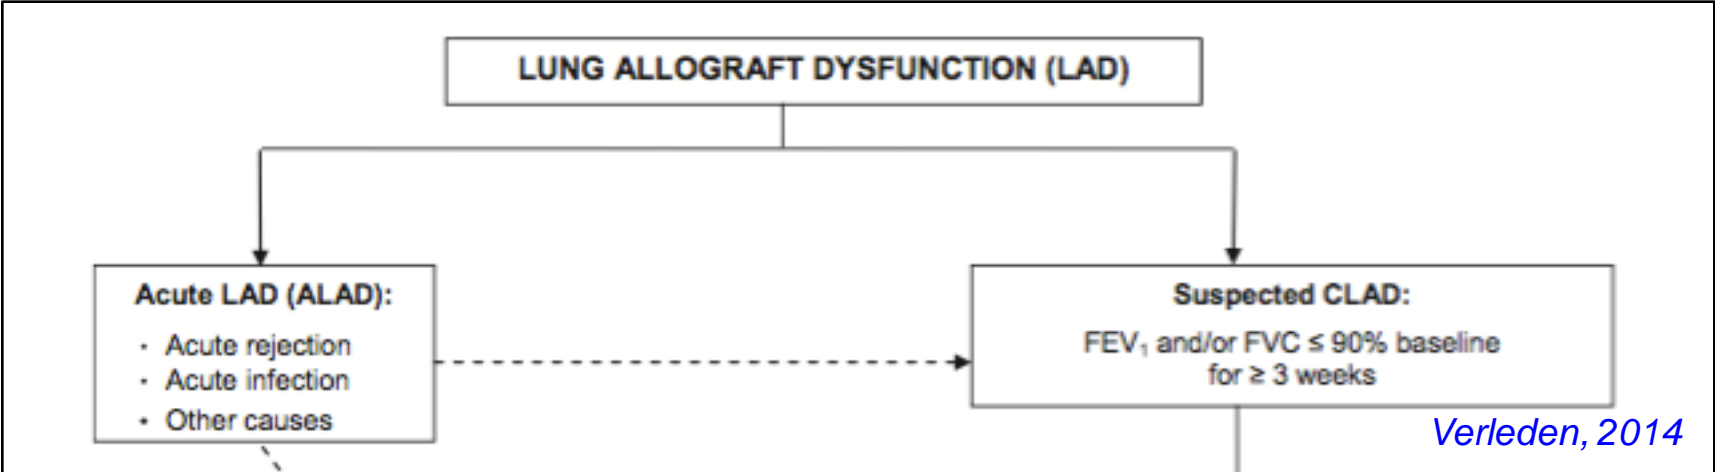 LUNG ALLOGRAFT DYSFUNCTION (LAD)
Acute LAD (ALAD):
· Acute rejection
· Acute infection
· Other causes
Suspected CLAD:
FEV₁ and/or FVC ≤ 90% baseline
for ≥ 3 weeks
Verleden, 2014